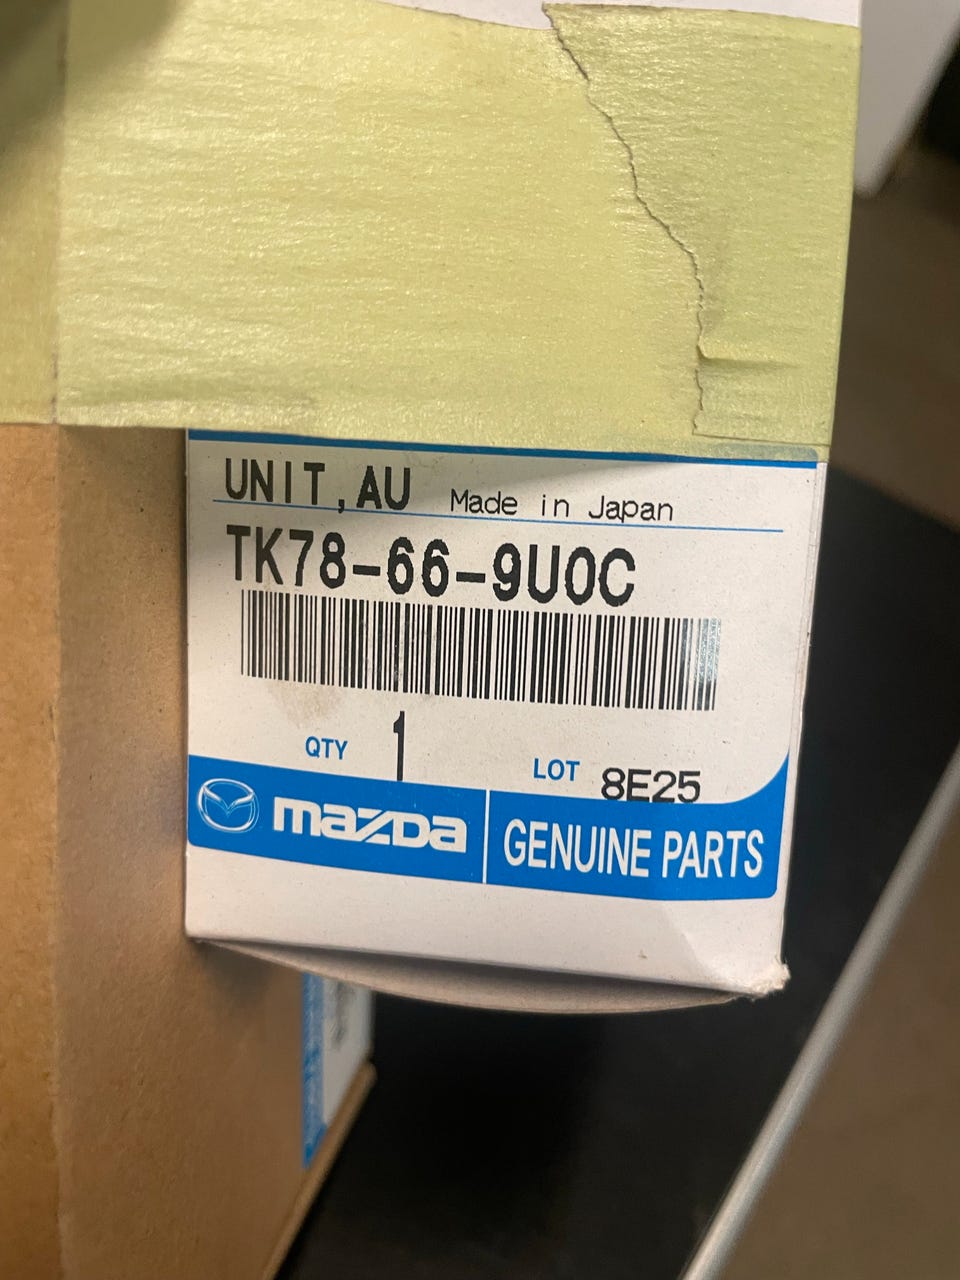 UNIT,AU Made in Japan
TK78-66-9U0C
QTY 1 LOT 8E25
mazda GENUINE PARTS